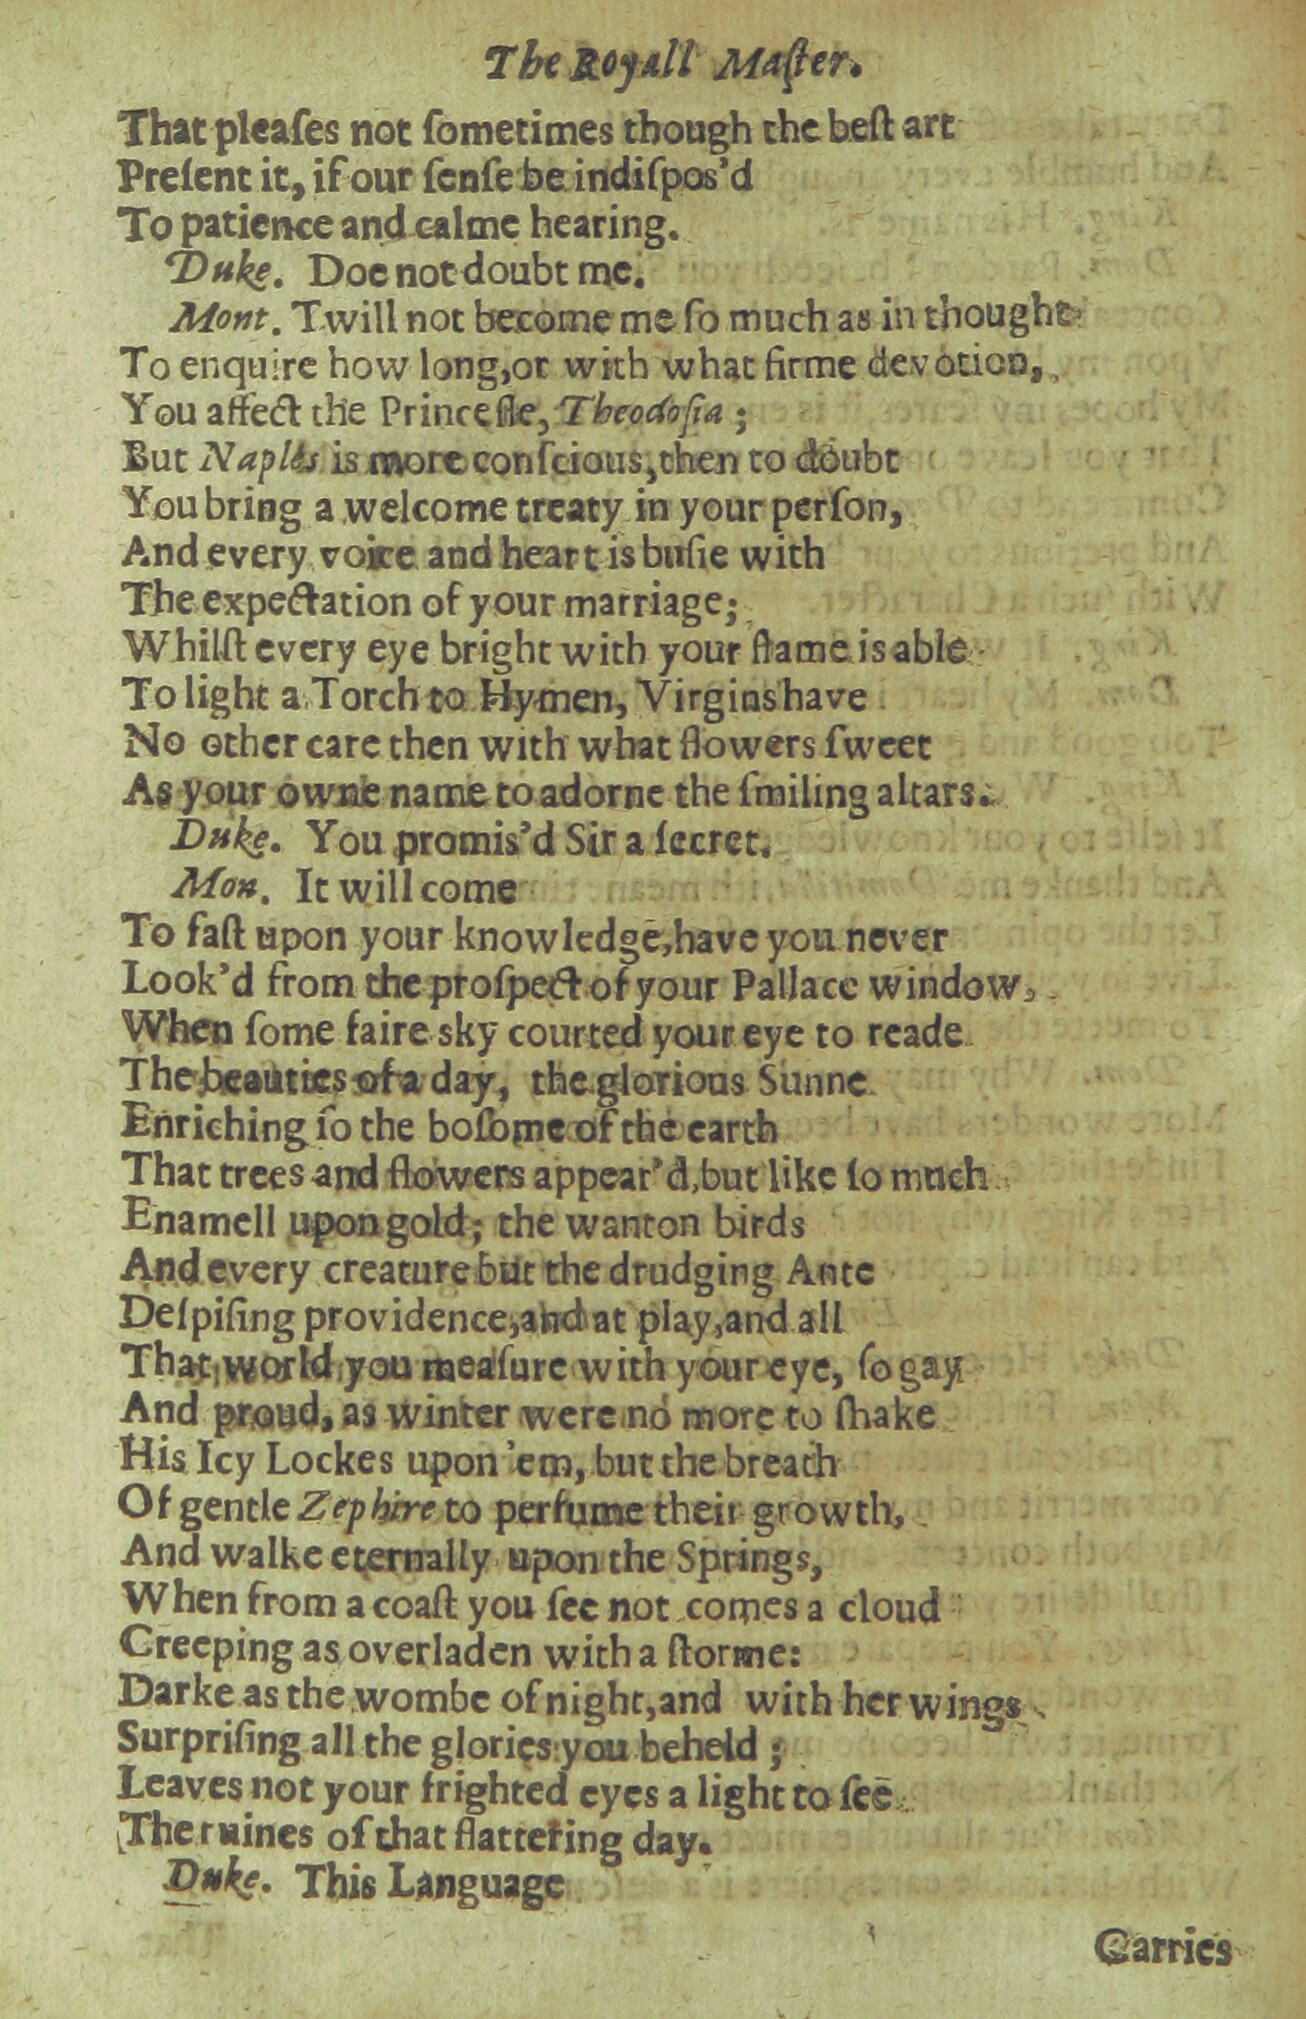 The Royall Maſter.
That pleaſes not ſometimes though the beſt art
Preſent it, if our ſenſe be indiſpos'd
To patience and calme hearing.
Duke. Doe not doubt me.
Mont. Twill not become me ſo much as in thought
To enquire how long, or with what firme devotion,
You affect the Princeſſe, Theodoſia;
But Naples is more conſcious, then to doubt
You bring a welcome treaty in your perſon,
And every voice and heart is buſie with
The expectation of your marriage;
Whilſt every eye bright with your flame is able
To light a Torch to Hymen, Virgins have
No other care then with what flowers ſweet
As your owne name to adorne the ſmiling altars.
Duke. You promis'd Sir a ſecret.
Mon. It will come
To faſt upon your knowledge, have you never
Look'd from the proſpect of your Pallace window,
When ſome faire sky courted your eye to reade
The beauties of a day, the glorious Sunne
Enriching ſo the boſome of the earth
That trees and flowers appear'd, but like ſo much
Enamell upon gold; the wanton birds
And every creature but the drudging Ante
Deſpiſing providence, and at play, and all
That world you meaſure with your eye, ſo gay
And proud, as winter were no more to ſhake
His Icy Lockes upon 'em, but the breath
Of gentle Zephire to perfume their growth,
And walke eternally upon the Springs,
When from a coaſt you ſee not comes a cloud
Creeping as overladen with a ſtorme:
Darke as the wombe of night, and with her wings
Surpriſing all the glories you beheld;
Leaves not your frighted eyes a light to ſee
The ruines of that flattering day.
Duke. This Language
Carries